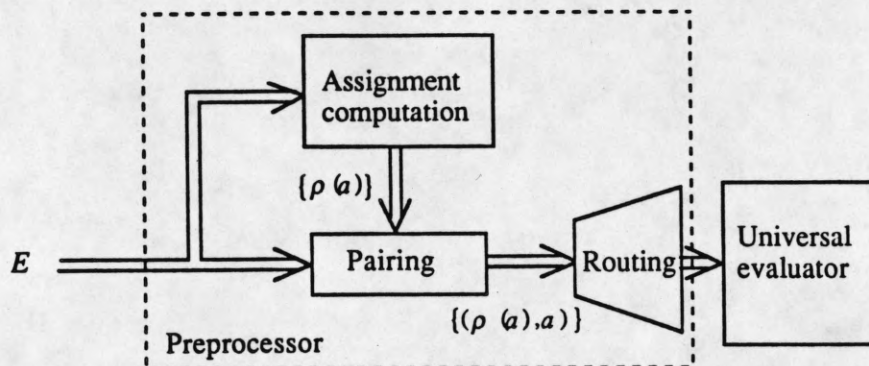 Assignment
computation
{ρ (a)}
E
Pairing
Routing
Universal
evaluator
{(ρ (a),a)}
Preprocessor